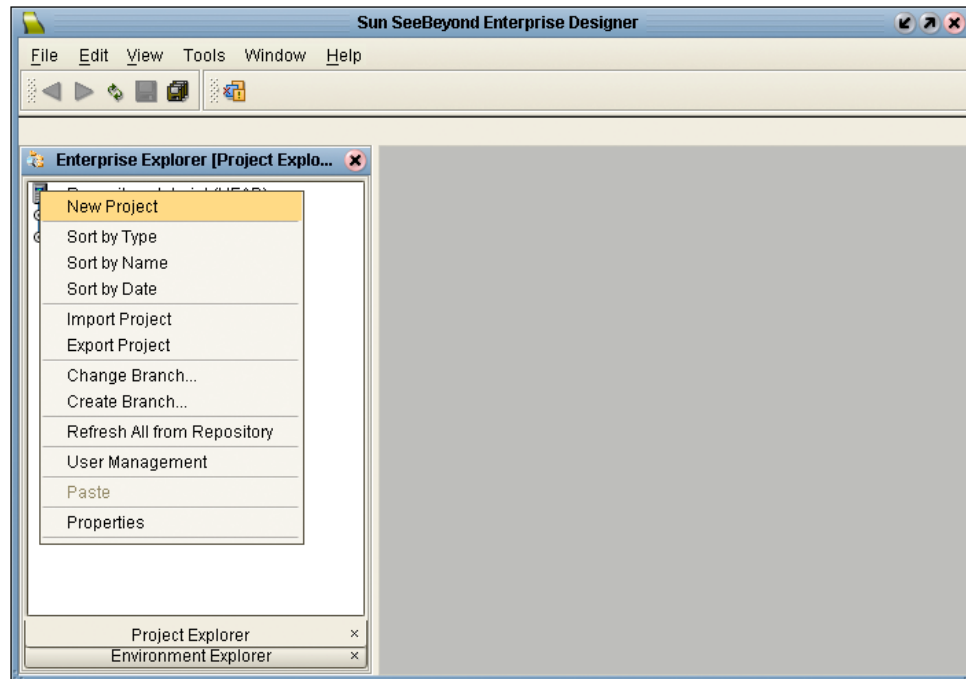 Sun SeeBeyond Enterprise Designer
File Edit View Tools Window Help
Enterprise Explorer [Project Explo...
New Project
Sort by Type
Sort by Name
Sort by Date
Import Project
Export Project
Change Branch...
Create Branch...
Refresh All from Repository
User Management
Paste
Properties
Project Explorer
Environment Explorer